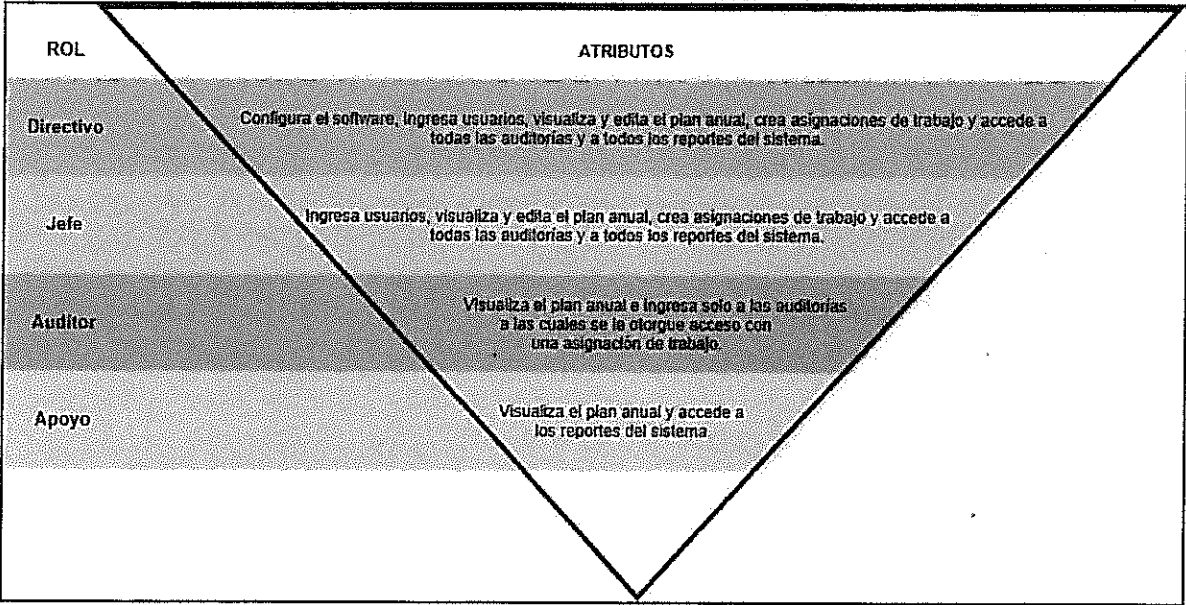 ROL
ATRIBUTOS
Directivo
Configura el software, ingresa usuarios, visualiza y edita el plan anual, crea asignaciones de trabajo y accede a
todas las auditorías y a todos los reportes del sistema.
Jefe
Ingresa usuarios, visualiza y edita el plan anual, crea asignaciones de trabajo y accede a
todas las auditorías y a todos los reportes del sistema.
Auditor
Visualiza el plan anual e ingresa solo a las auditorías
a las cuales se le otorgue acceso con
una asignación de trabajo.
Apoyo
Visualiza el plan anual y accede a
los reportes del sistema